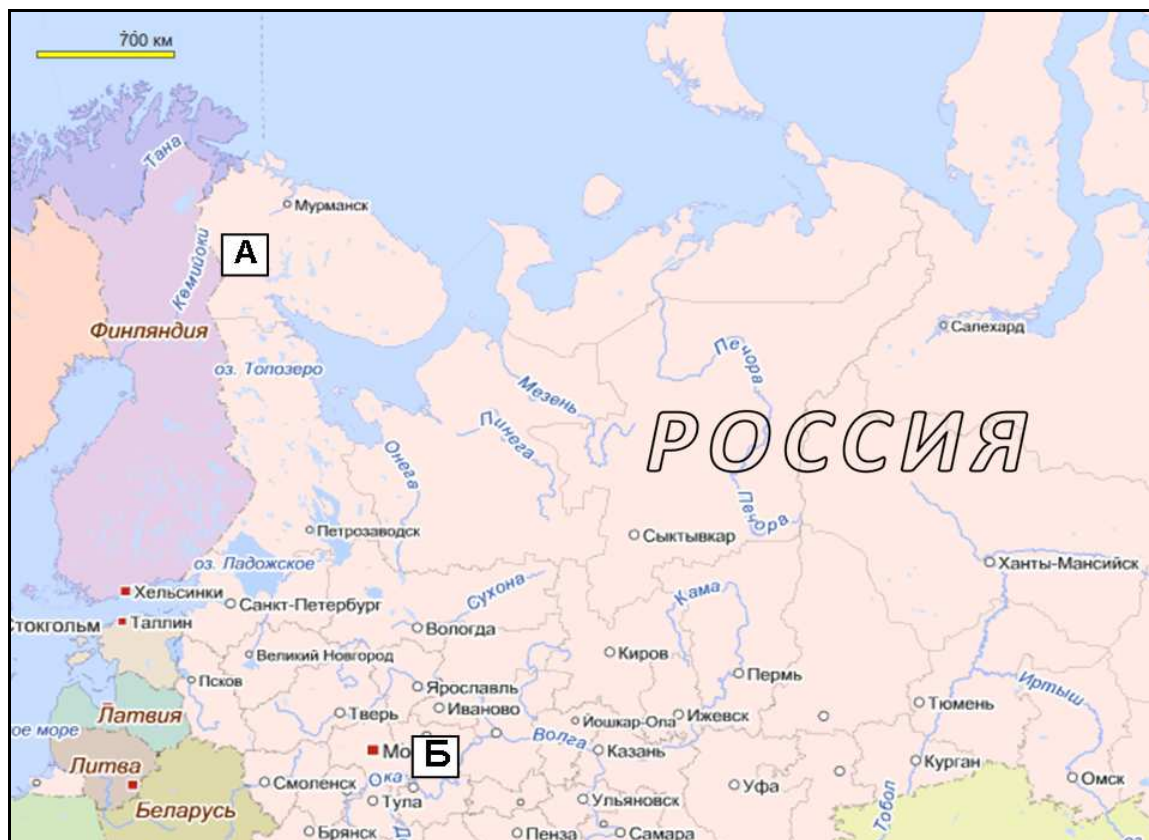 700 км
Тана
Мурманск
А
Кемийоки
Финляндия
Салехард
Печора
оз. Топозеро
Мезень
РОССИЯ
Пинега
Онега
Печора
Петрозаводск
Сыктывкар
оз. Ладожское
Ханты-Мансийск
Хельсинки
Санкт-Петербург
Сухона
Кама
Таллин
Вологда
Великий Новгород
Киров
Псков
Ярославль
Пермь
Иртыш
Латвия
Тверь
Иваново
Йошкар-Ола
Ижевск
Тюмень
море
Мо
Б
Волга
Казань
Литва
Смоленск
Ока
Уфа
Курган
Омск
Беларусь
Тула
Ульяновск
Тобол
Брянск
Пенза
Самара